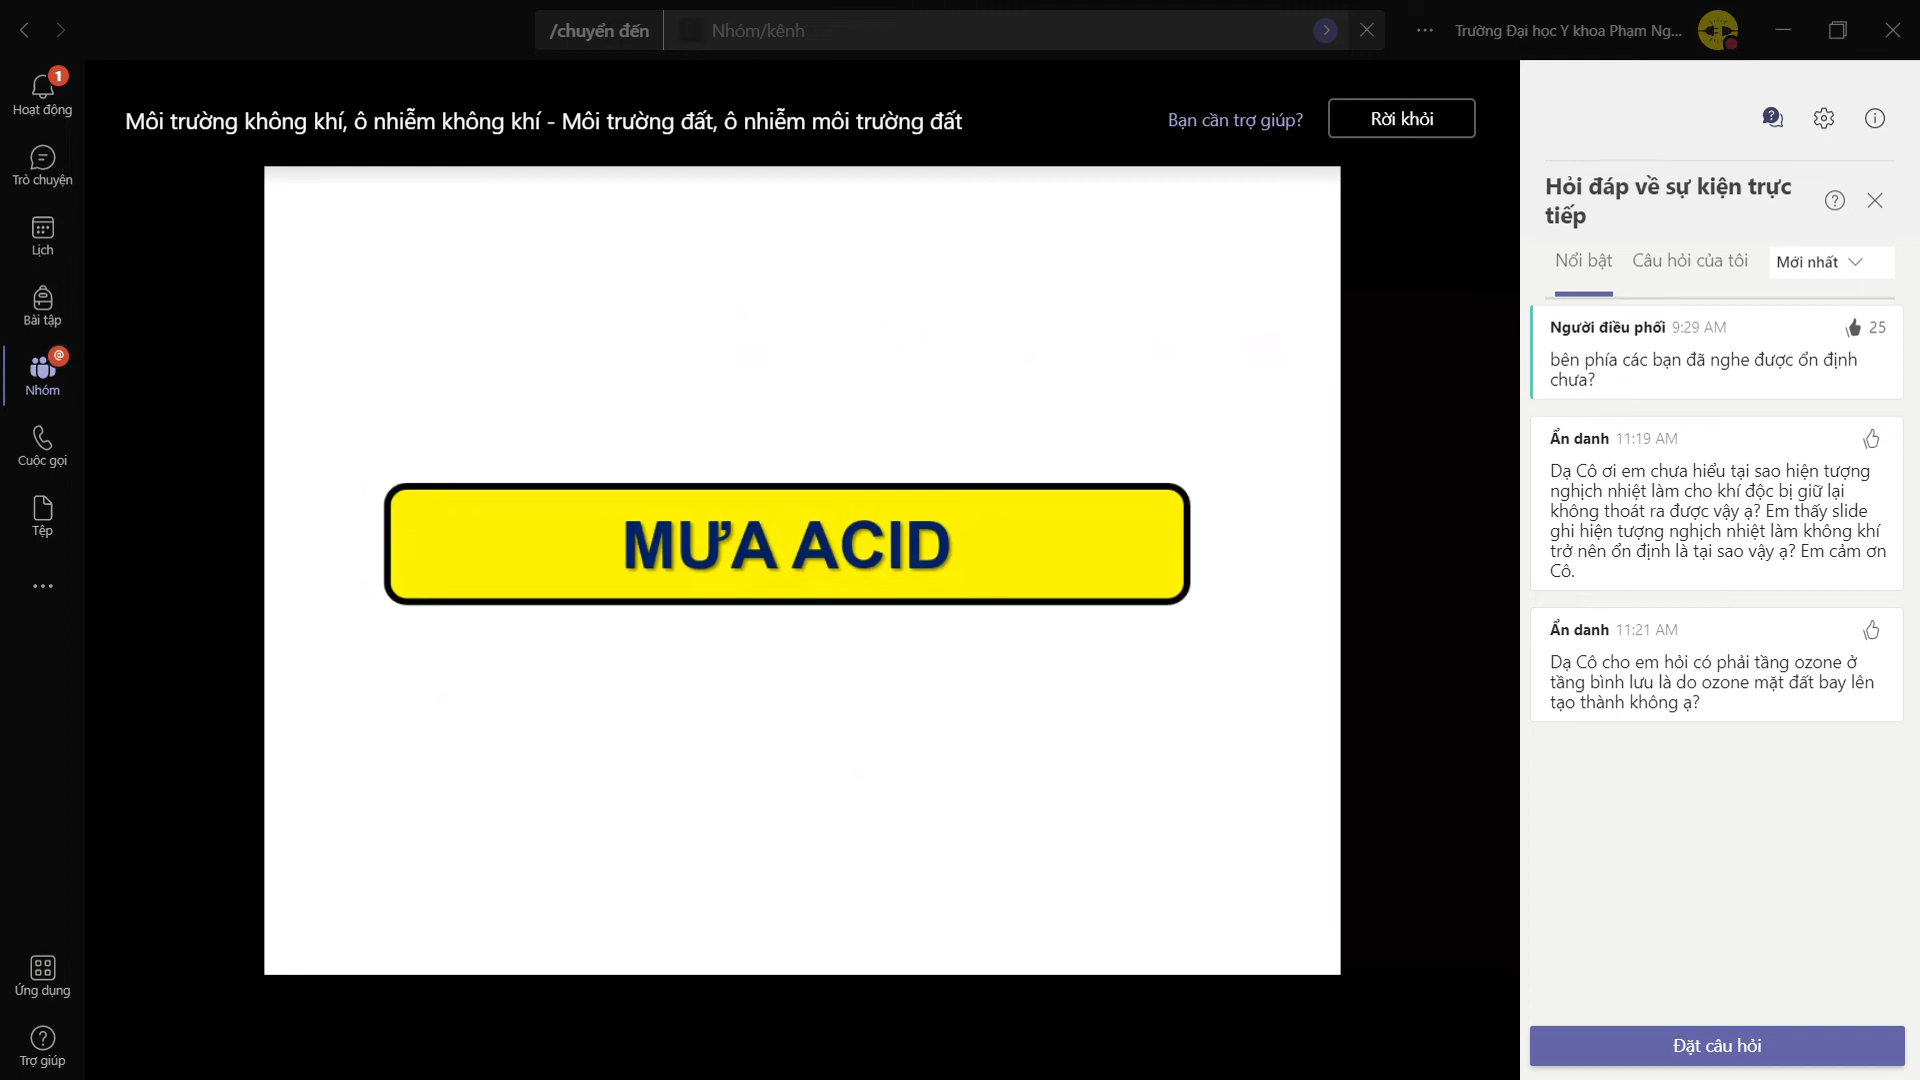 /chuyển đến
Nhóm/kênh
Trường Đại học Y khoa Phạm Ng...
1
Hoạt động
Trò chuyện
Lịch
Bài tập
@
Nhóm
Cuộc gọi
Tệp
Ứng dụng
Trợ giúp
Môi trường không khí, ô nhiễm không khí - Môi trường đất, ô nhiễm môi trường đất
Bạn cần trợ giúp?
Rời khỏi
MƯA ACID
Hỏi đáp về sự kiện trực
tiếp
Nổi bật
Câu hỏi của tôi
Mới nhất
Người điều phối 9:29 AM
25
bên phía các bạn đã nghe được ổn định
chưa?
Ẩn danh 11:19 AM
Dạ Cô ơi em chưa hiểu tại sao hiện tượng
nghịch nhiệt làm cho khí độc bị giữ lại
không thoát ra được vậy ạ? Em thấy slide
ghi hiện tượng nghịch nhiệt làm không khí
trở nên ổn định là tại sao vậy ạ? Em cảm ơn
Cô.
Ẩn danh 11:21 AM
Dạ Cô cho em hỏi có phải tầng ozone ở
tầng bình lưu là do ozone mặt đất bay lên
tạo thành không ạ?
Đặt câu hỏi